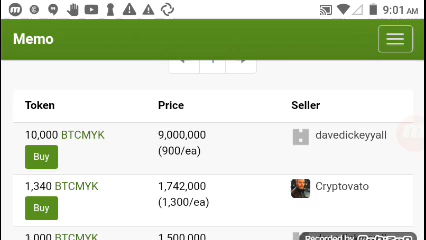 9:01 AM
Memo
Token Price Seller
10,000 BTCMYK 9,000,000 davedickeyyall
Buy (900/ea)
1,340 BTCMYK 1,742,000 Cryptovato
Buy (1,300/ea)
1,000 BTCMYK 1,500,000
Recorded by